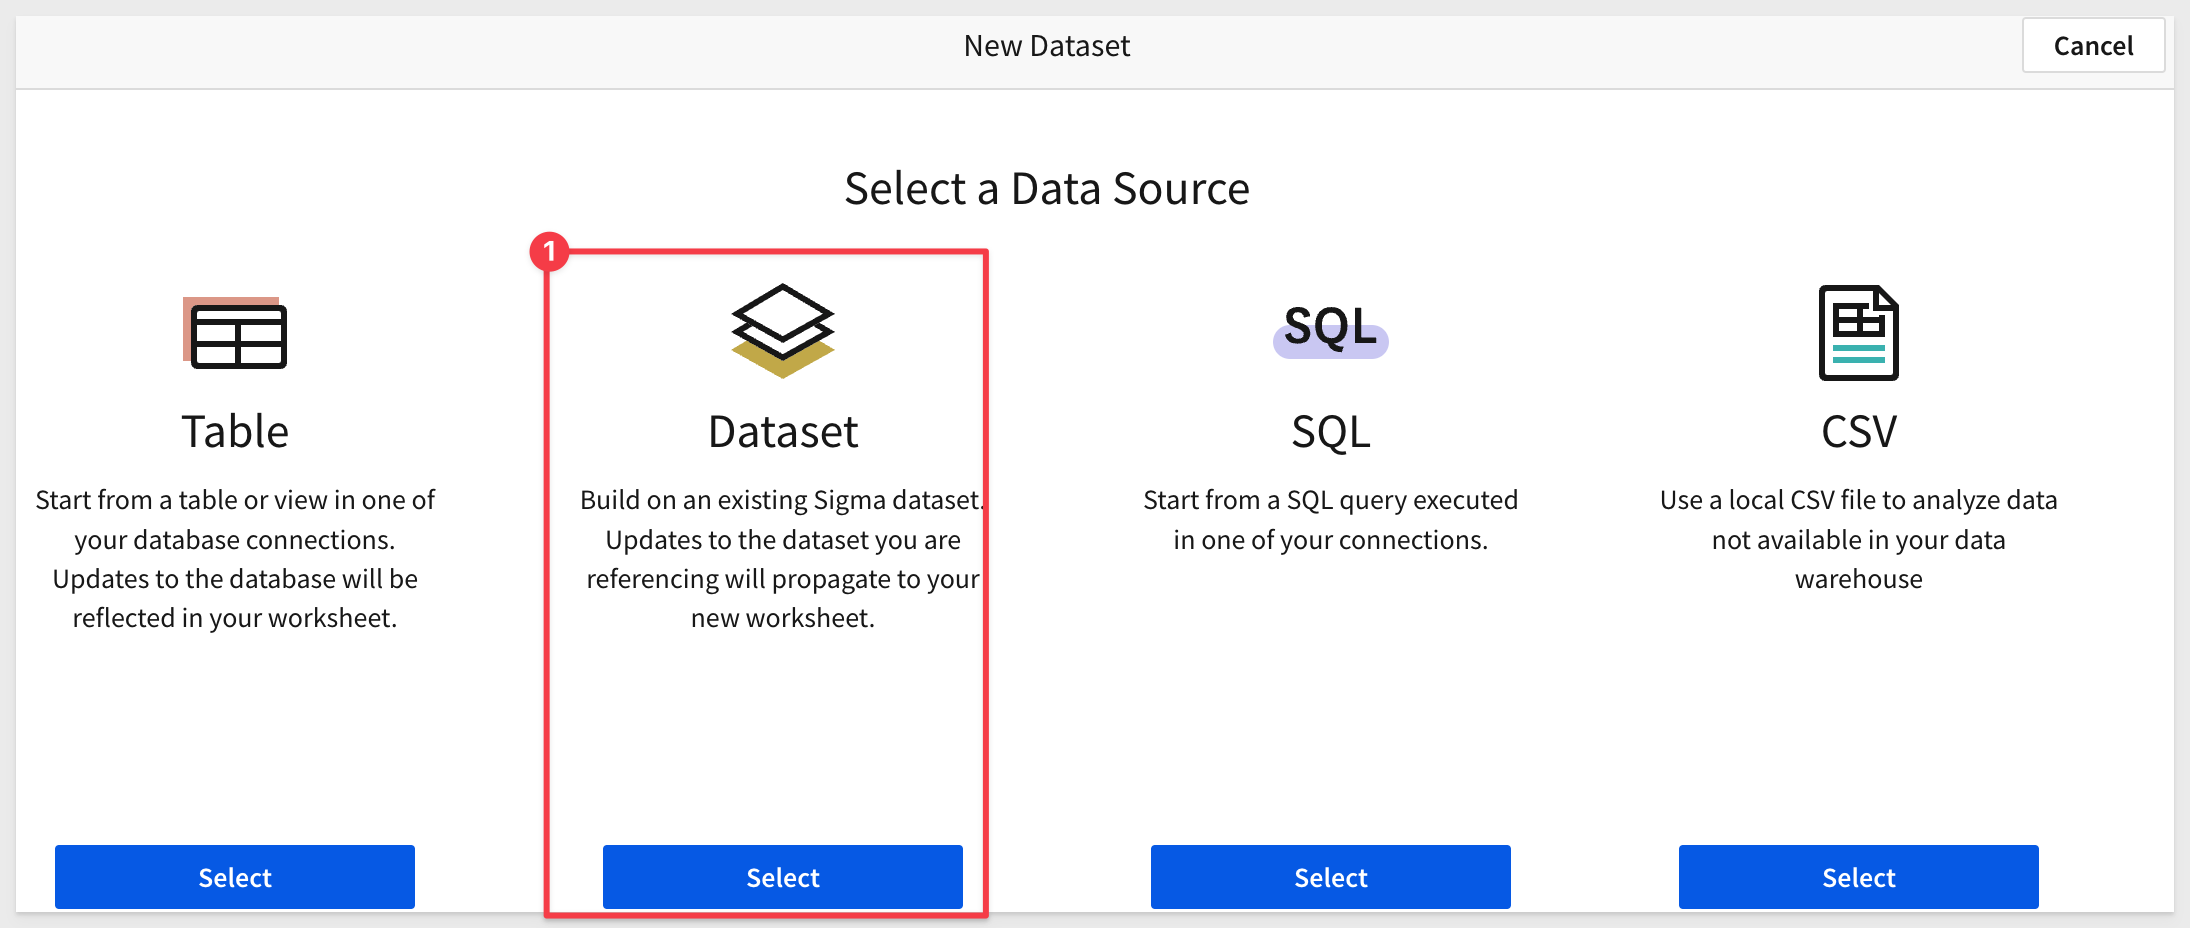 New Dataset
Cancel
Select a Data Source
1
Table
Start from a table or view in one of
your database connections.
Updates to the database will be
reflected in your worksheet.
Select
Dataset
Build on an existing Sigma dataset.
Updates to the dataset you are
referencing will propagate to your
new worksheet.
Select
SQL
SQL
Start from a SQL query executed
in one of your connections.
Select
CSV
Use a local CSV file to analyze data
not available in your data
warehouse
Select